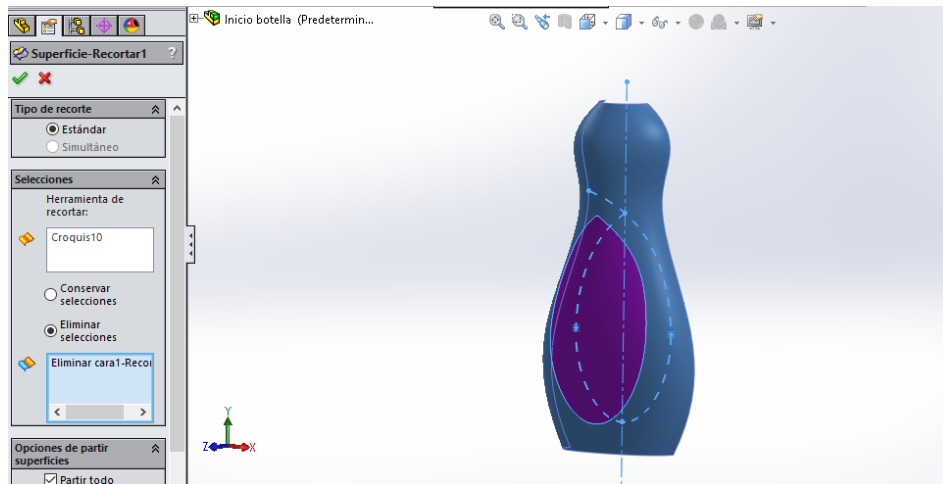 Inicio botella (Predetermin...
Superficie-Recortar1
?
Tipo de recorte
Estándar
Simultáneo
Selecciones
Herramienta de
recortar:
Croquis10
Conservar
selecciones
Eliminar
selecciones
Eliminar cara1-Recor
Opciones de partir
superficies
Partir todo
Y
Z
X